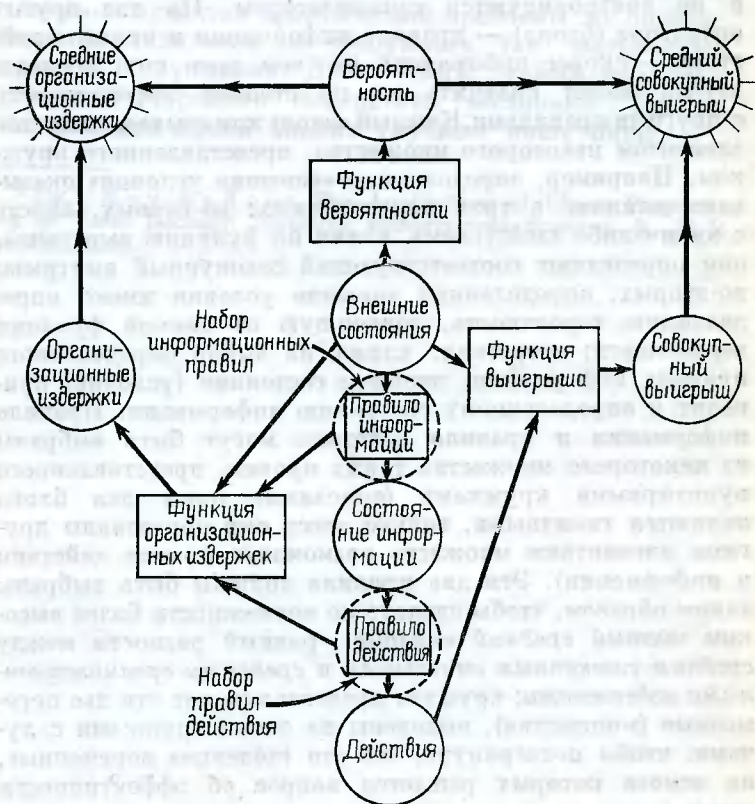 Средние
организа-
ционные
издержки
Вероят-
ность
Средний
совокупный
выигрыш
Функция
вероятности
Набор
информационных
правил
Внешние
состояния
Органи-
зационные
издержки
Функция
выигрыша
Совокуп-
ный
выигрыш
Правило
инфор-
мации
Функция
организацион-
ных издержек
Состоя-
ние инфор-
мации
Правило
действия
Набор
правил
действия
Действия